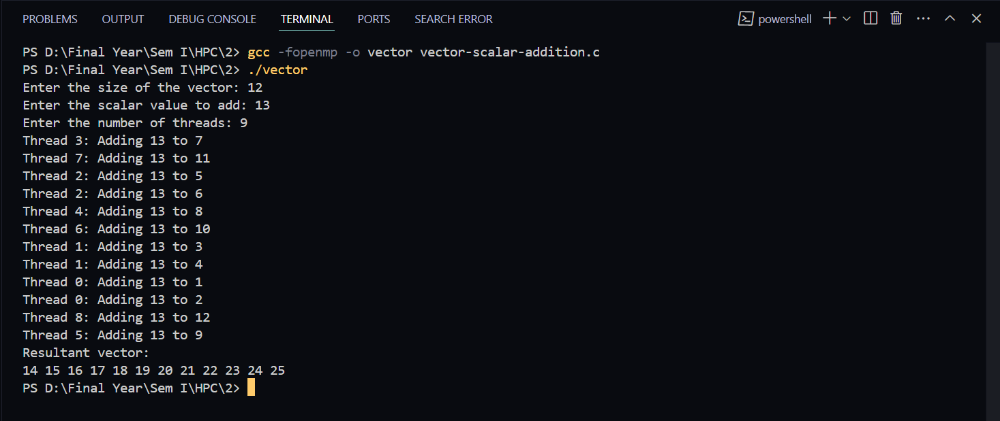 PROBLEMS OUTPUT DEBUG CONSOLE TERMINAL PORTS SEARCH ERROR powershell
PS D:\Final Year\Sem I\HPC\2> gcc -fopenmp -o vector vector-scalar-addition.c
PS D:\Final Year\Sem I\HPC\2> ./vector
Enter the size of the vector: 12
Enter the scalar value to add: 13
Enter the number of threads: 9
Thread 3: Adding 13 to 7
Thread 7: Adding 13 to 11
Thread 2: Adding 13 to 5
Thread 2: Adding 13 to 6
Thread 4: Adding 13 to 8
Thread 6: Adding 13 to 10
Thread 1: Adding 13 to 3
Thread 1: Adding 13 to 4
Thread 0: Adding 13 to 1
Thread 0: Adding 13 to 2
Thread 8: Adding 13 to 12
Thread 5: Adding 13 to 9
Resultant vector:
14 15 16 17 18 19 20 21 22 23 24 25
PS D:\Final Year\Sem I\HPC\2>